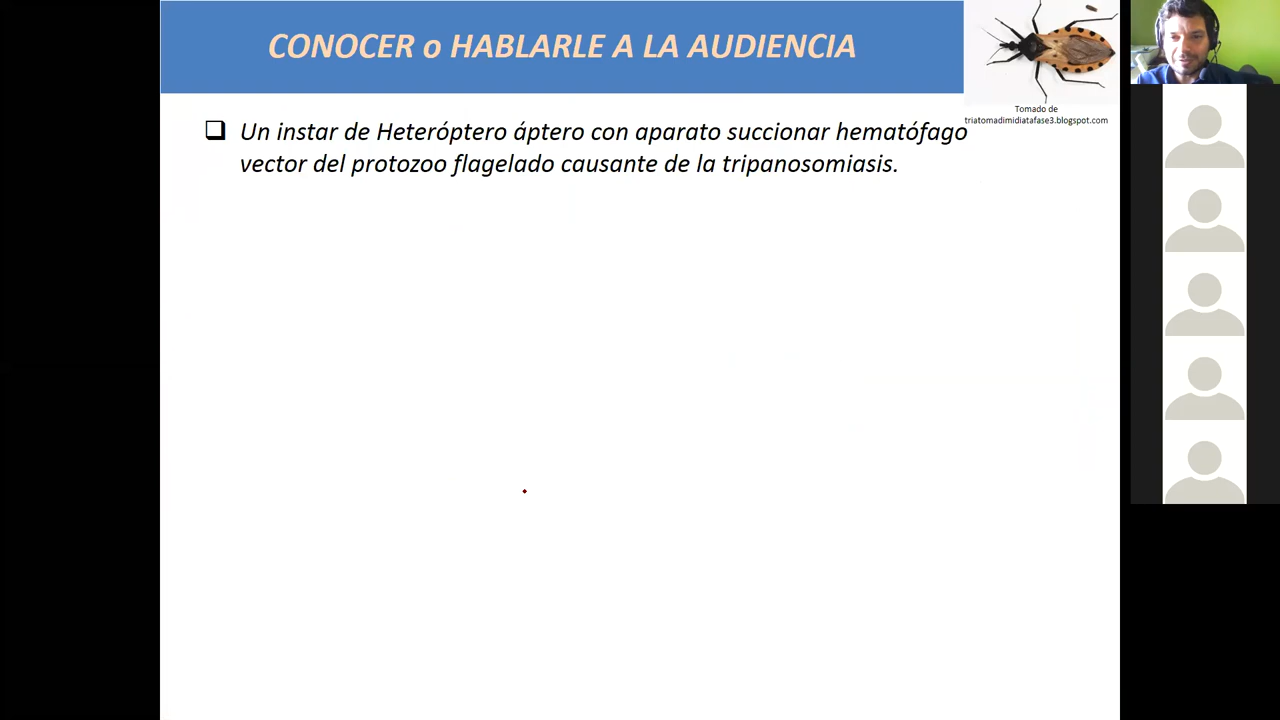 CONOCER o HABLARLE A LA AUDIENCIA
Tomado de
triatomadimidiatafase3.blogspot.com
Un instar de Heteróptero áptero con aparato succionar hematófago
vector del protozoo flagelado causante de la tripanosomiasis.